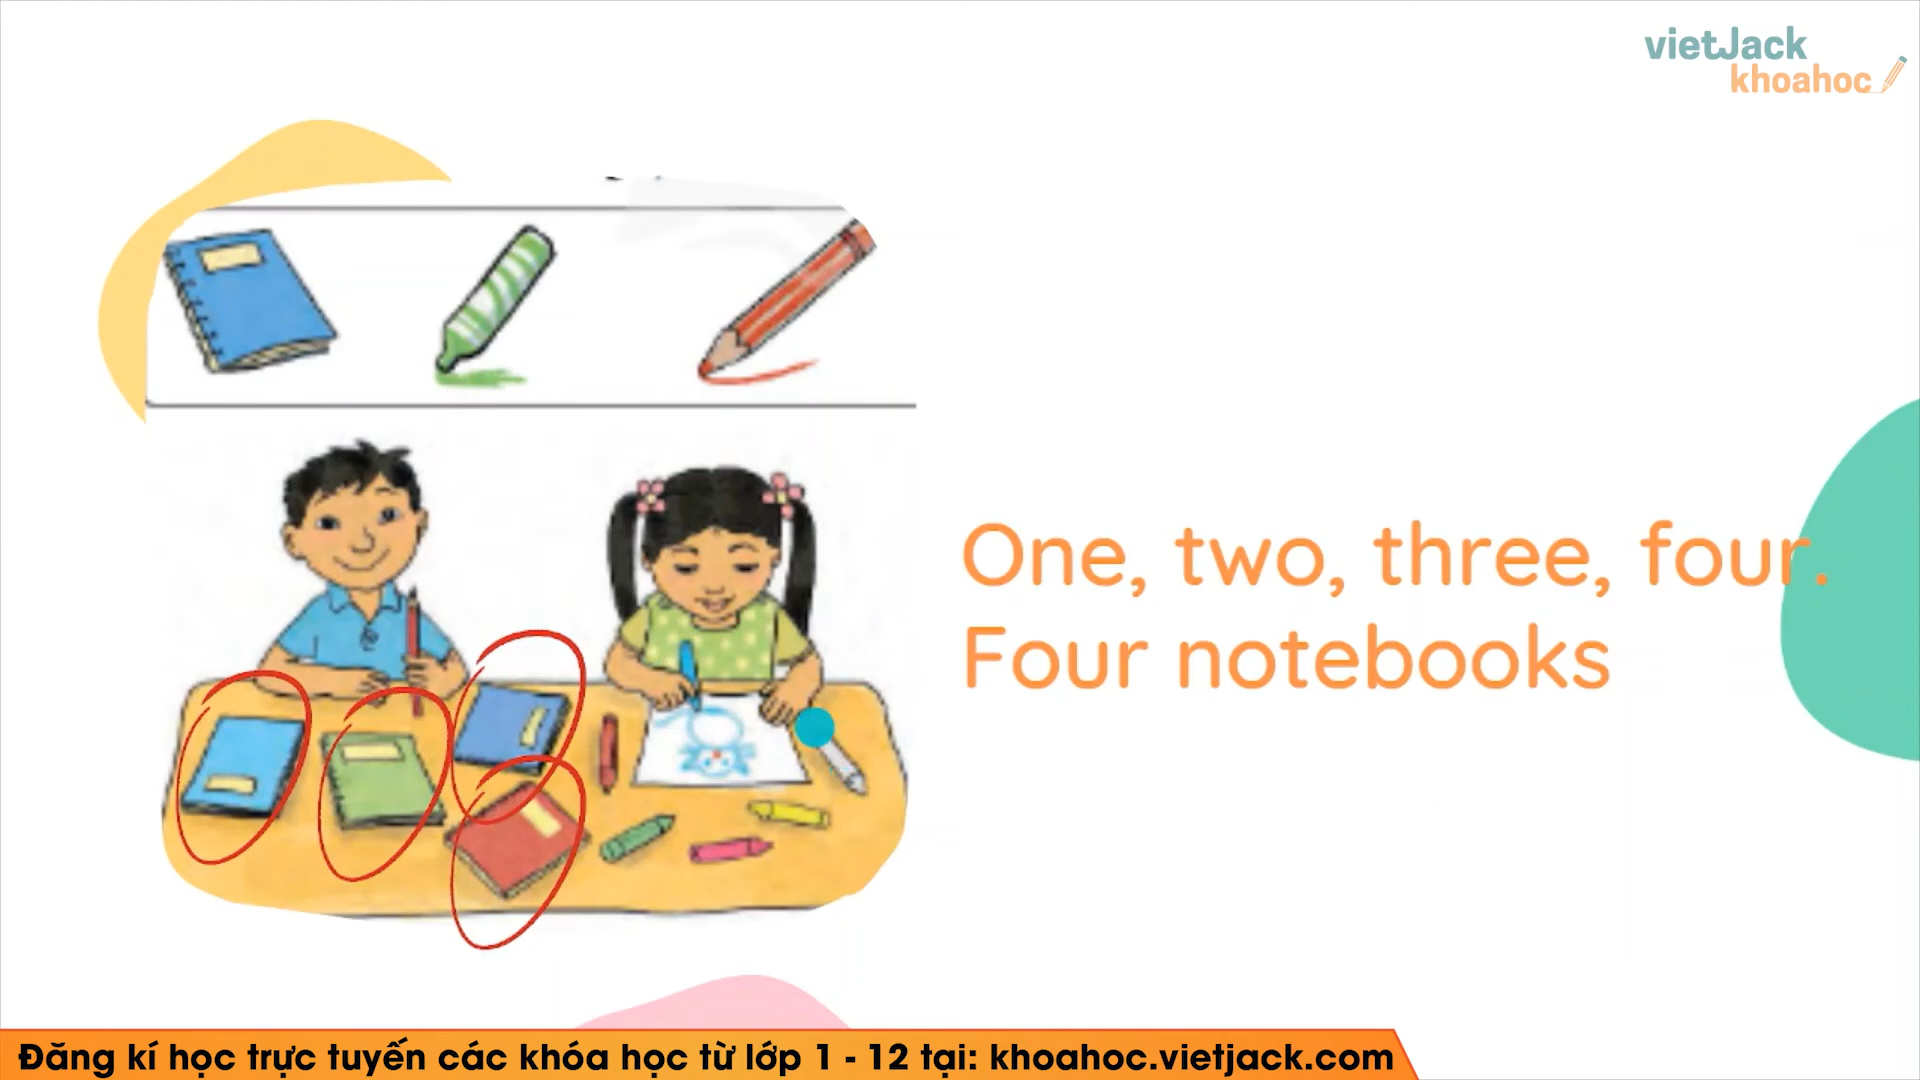 vietJack
khoahoc
One, two, three, four.
Four notebooks
Đăng kí học trực tuyến các khóa học từ lớp 1 - 12 tại: khoahoc.vietjack.com